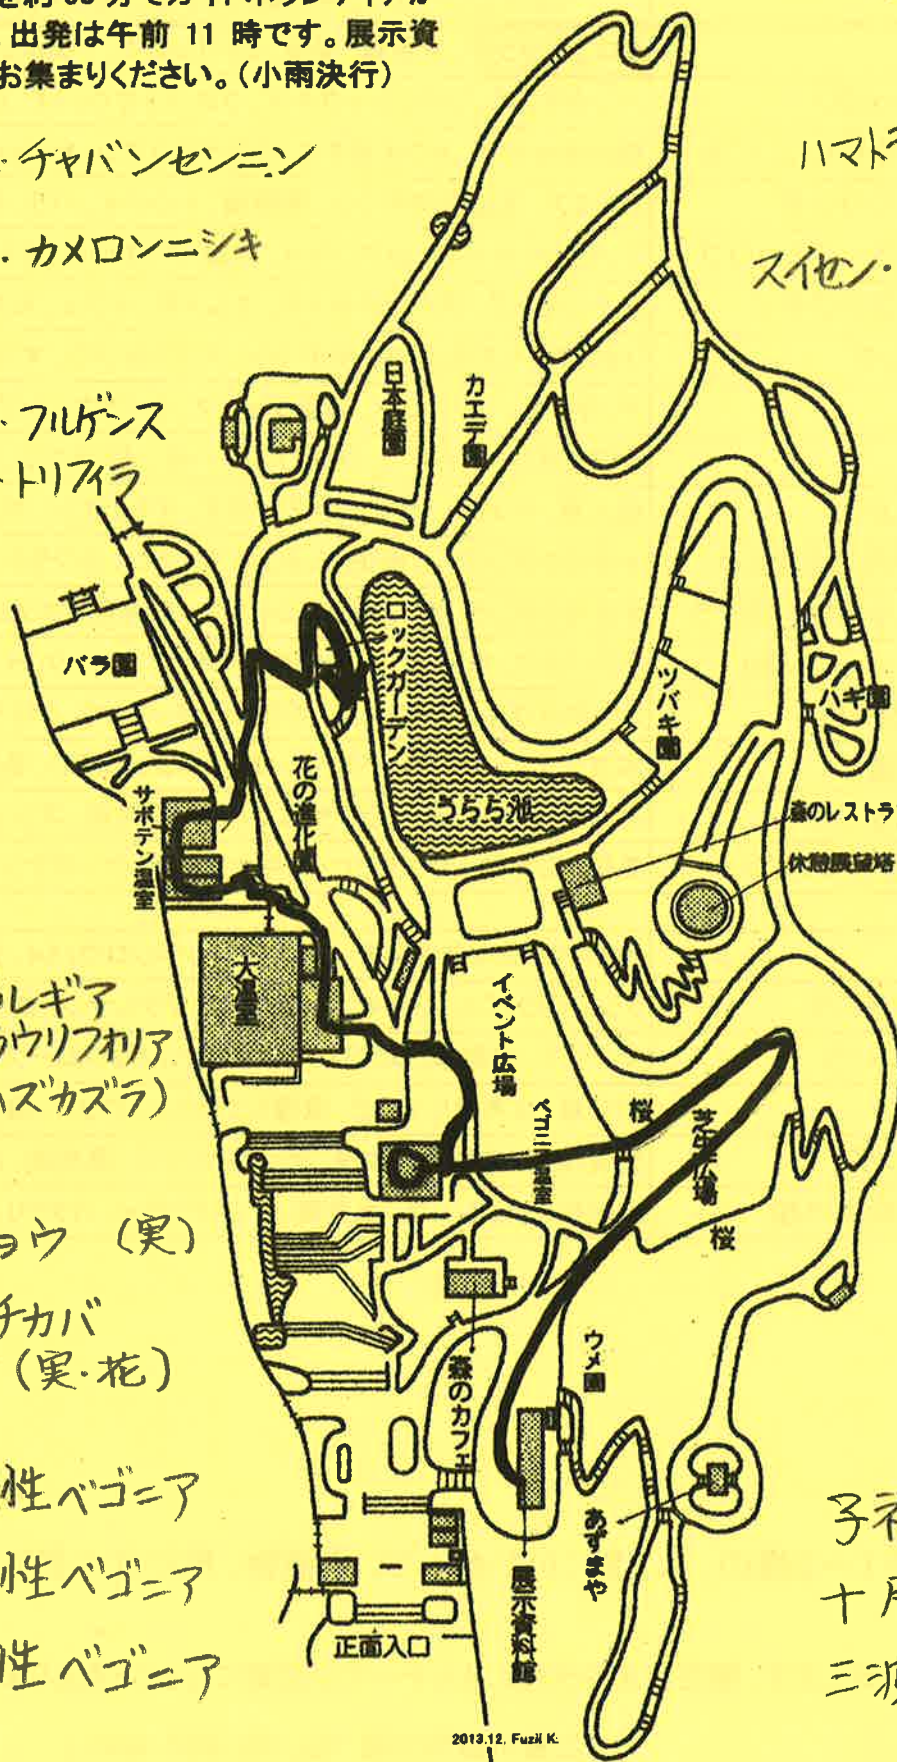 出発は午前 11 時です。展示資
お集まりください。（小雨決行）
・チャバンセンニン
・カメロンニシキ
・フルゲンス
・トリフィラ
ハマト
スイセン・
日本庭園
カエデ園
バラ園
ロックガーデン
ツバキ園
ハギ園
花の進化園
うらら池
サボテン温室
森のレストラ
休憩展望塔
大温室
イベント広場
レギア
ウリフォリア
ハズカズラ)
ベゴニア温室
桜
芝生広場
桜
ョウ （実）
チカバ
（実・花）
ウメ園
森のカフェ
性ベゴニア
性ベゴニア
性ベゴニア
あずまや
展示資料館
正面入口
子
十月
三波
2013.12. Fuzii K.